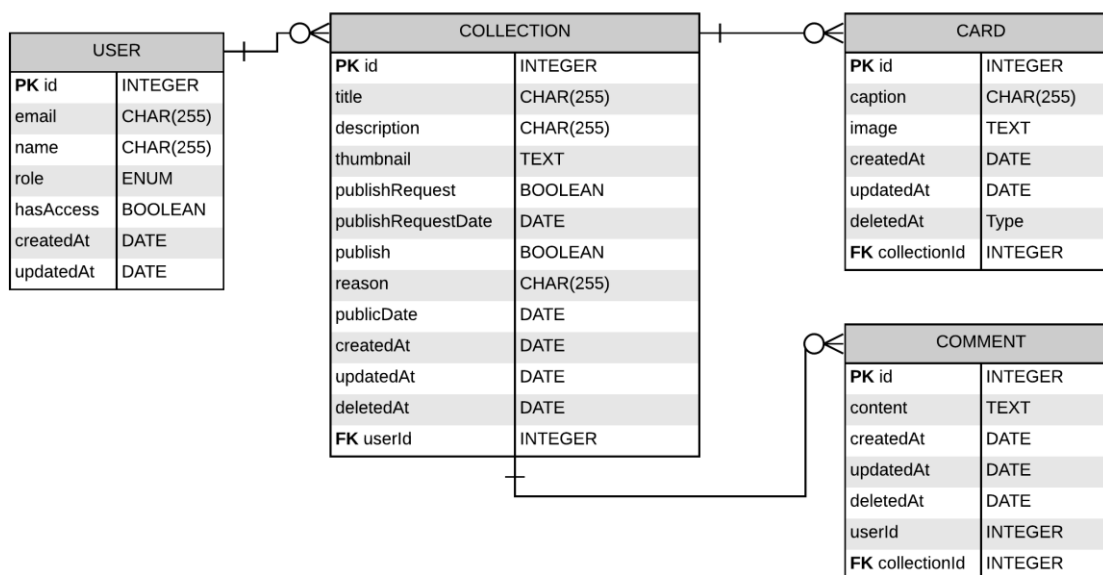 USER
PK id INTEGER
email CHAR(255)
name CHAR(255)
role ENUM
hasAccess BOOLEAN
createdAt DATE
updatedAt DATE
COLLECTION
PK id INTEGER
title CHAR(255)
description CHAR(255)
thumbnail TEXT
publishRequest BOOLEAN
publishRequestDate DATE
publish BOOLEAN
reason CHAR(255)
publicDate DATE
createdAt DATE
updatedAt DATE
deletedAt DATE
FK userId INTEGER
CARD
PK id INTEGER
caption CHAR(255)
image TEXT
createdAt DATE
updatedAt DATE
deletedAt Type
FK collectionId INTEGER
COMMENT
PK id INTEGER
content TEXT
createdAt DATE
updatedAt DATE
deletedAt DATE
userId INTEGER
FK collectionId INTEGER